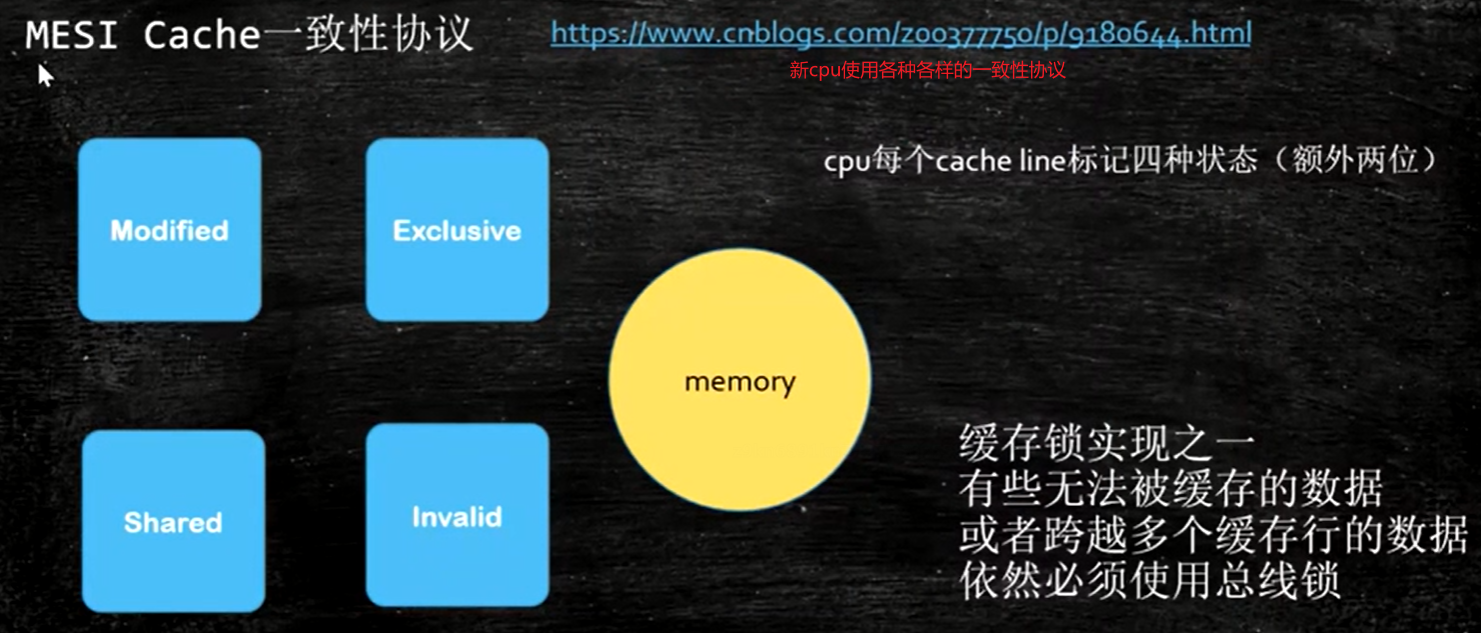 MESI Cache一致性协议
https://www.cnblogs.com/z00377750/p/9180644.html
新cpu使用各种各样的一致性协议
cpu每个cache line标记四种状态（额外两位）
Modified
Exclusive
memory
Shared
Invalid
缓存锁实现之一
有些无法被缓存的数据
或者跨越多个缓存行的数据
依然必须使用总线锁